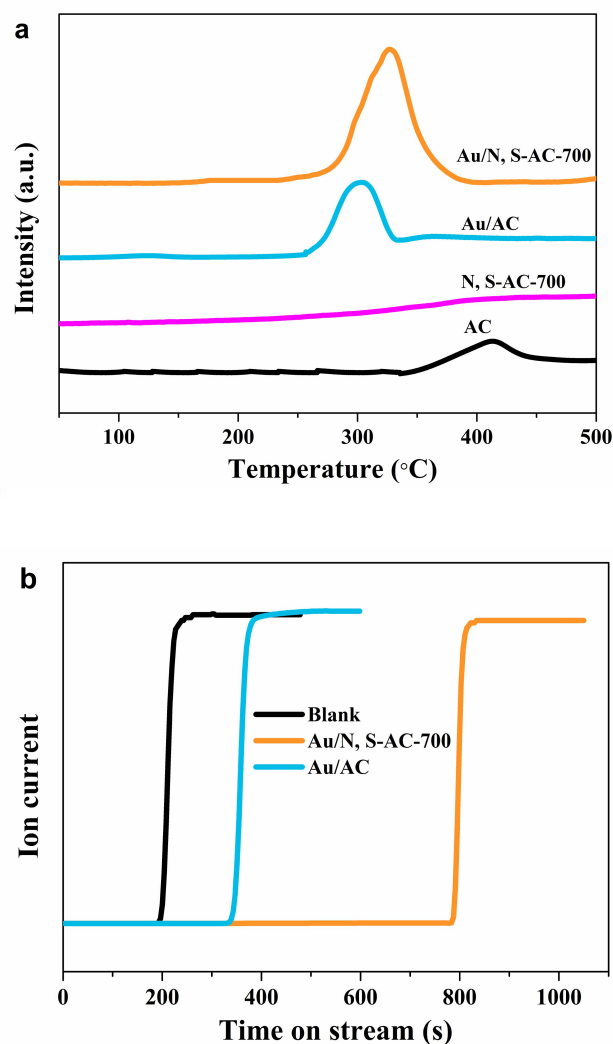 a
Intensity (a.u.)
Au/N, S-AC-700
Au/AC
N, S-AC-700
AC
100 200 300 400 500
Temperature (°C)
b
Ion current
Blank
Au/N, S-AC-700
Au/AC
0 200 400 600 800 1000
Time on stream (s)